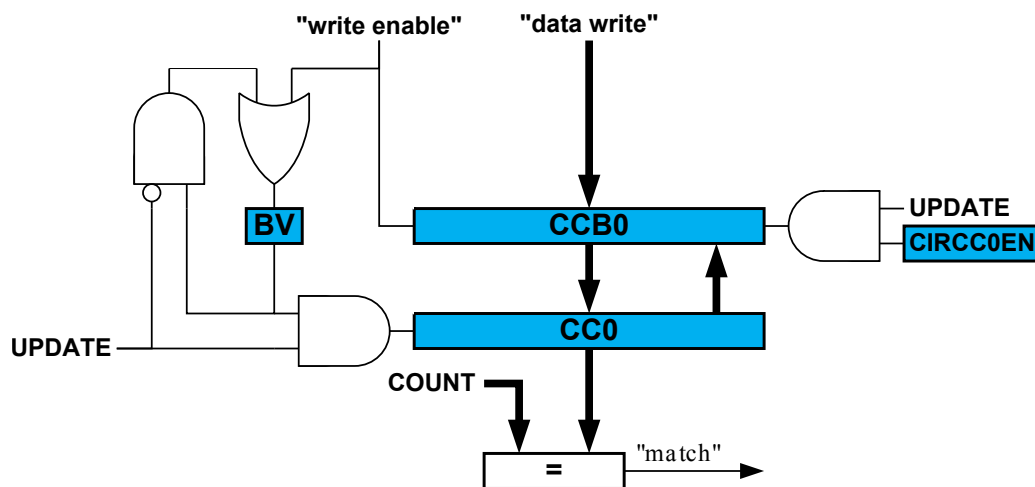 "write enable"
"data write"
BV
CCB0
UPDATE
CIRCC0EN
UPDATE
CC0
COUNT
=
"match"